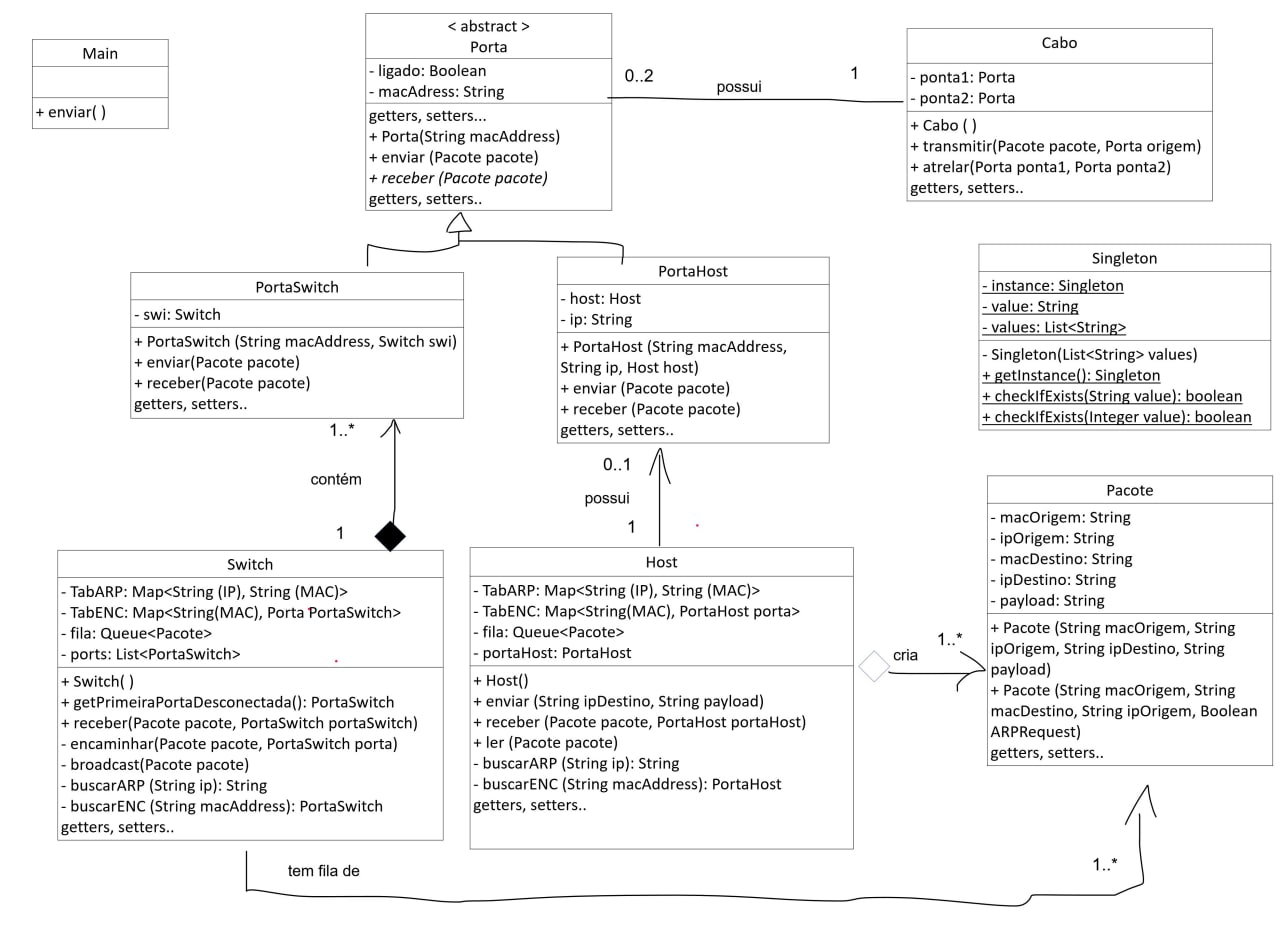 Main
+ enviar( )
< abstract >
Porta
- ligado: Boolean
- macAdress: String
getters, setters...
+ Porta(String macAddress)
+ enviar (Pacote pacote)
+ receber (Pacote pacote)
getters, setters..
0..2
possui
1
Cabo
- ponta1: Porta
- ponta2: Porta
+ Cabo ( )
+ transmitir(Pacote pacote, Porta origem)
+ atrelar(Porta ponta1, Porta ponta2)
getters, setters..
PortaSwitch
- swi: Switch
+ PortaSwitch (String macAddress, Switch swi)
+ enviar(Pacote pacote)
+ receber(Pacote pacote)
getters, setters..
PortaHost
- host: Host
- ip: String
+ PortaHost (String macAddress,
String ip, Host host)
+ enviar (Pacote pacote)
+ receber (Pacote pacote)
getters, setters..
Singleton
- instance: Singleton
- value: String
- values: List<String>
- Singleton(List<String> values)
+ getInstance(): Singleton
+ checkIfExists(String value): boolean
+ checkIfExists(Integer value): boolean
1..*
contém
1
0..1
possui
1
Switch
- TabARP: Map<String (IP), String (MAC)>
- TabENC: Map<String(MAC), Porta PortaSwitch>
- fila: Queue<Pacote>
- ports: List<PortaSwitch>
+ Switch( )
+ getPrimeiraPortaDesconectada(): PortaSwitch
+ receber(Pacote pacote, PortaSwitch portaSwitch)
- encaminhar(Pacote pacote, PortaSwitch porta)
- broadcast(Pacote pacote)
- buscarARP (String ip): String
- buscarENC (String macAddress): PortaSwitch
getters, setters..
Host
- TabARP: Map<String (IP), String (MAC)>
- TabENC: Map<String(MAC), PortaHost porta>
- fila: Queue<Pacote>
- portaHost: PortaHost
+ Host()
+ enviar (String ipDestino, String payload)
+ receber (Pacote pacote, PortaHost portaHost)
+ ler (Pacote pacote)
- buscarARP (String ip): String
- buscarENC (String macAddress): PortaHost
getters, setters..
cria
1..*
Pacote
- macOrigem: String
- ipOrigem: String
- macDestino: String
- ipDestino: String
- payload: String
+ Pacote (String macOrigem, String
ipOrigem, String ipDestino, String
payload)
+ Pacote (String macOrigem, String
macDestino, String ipOrigem, Boolean
ARPRequest)
getters, setters..
tem fila de
1..*